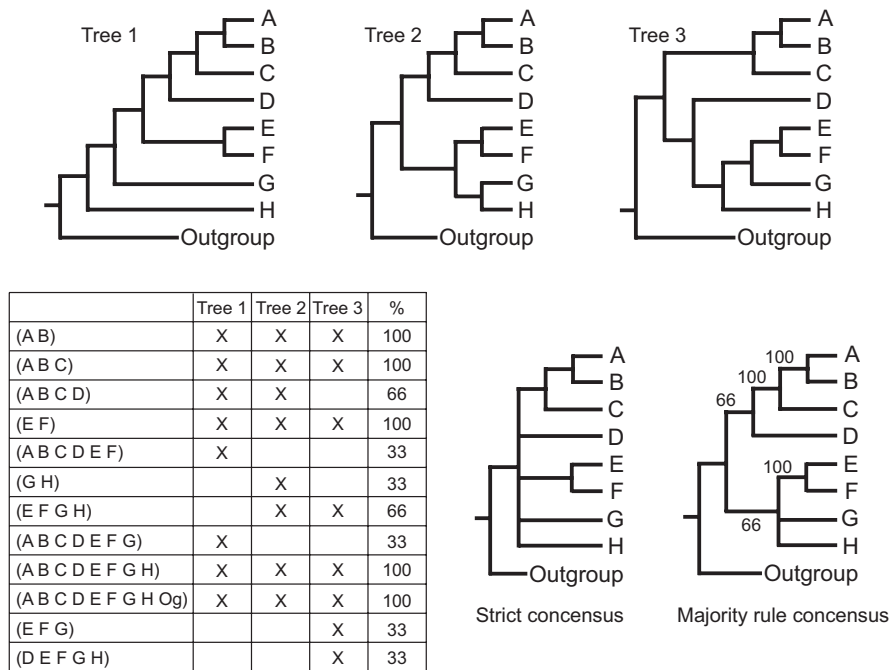 Tree 1
A
B
C
D
E
F
G
H
Outgroup
Tree 2
A
B
C
D
E
F
G
H
Outgroup
Tree 3
A
B
C
D
E
F
G
H
Outgroup
Tree 1 Tree 2 Tree 3 %
(A B) X X X 100
(A B C) X X X 100
(A B C D) X X 66
(E F) X X X 100
(A B C D E F) X 33
(G H) X 33
(E F G H) X X 66
(A B C D E F G) X 33
(A B C D E F G H) X X X 100
(A B C D E F G H Og) X X X 100
(E F G) X 33
(D E F G H) X 33
A
B
C
D
E
F
G
H
Outgroup
Strict concensus
100
100
66
100
66
A
B
C
D
E
F
G
H
Outgroup
Majority rule concensus